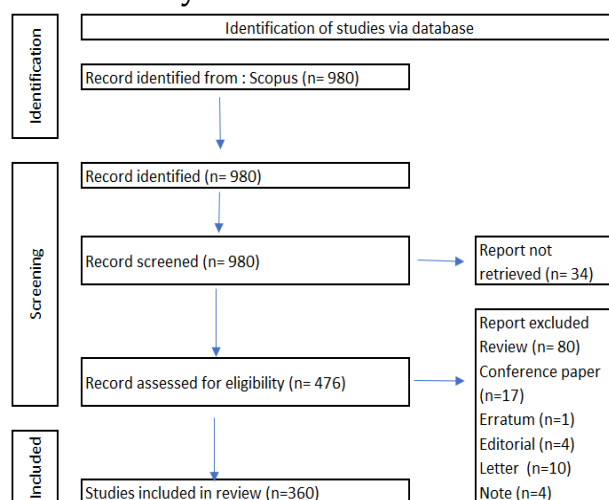 Identification of studies via database
Identification
Record identified from : Scopus (n= 980)
Screening
Record identified (n= 980)
Record screened (n= 980)
Report not
retrieved (n= 34)
Record assessed for eligibility (n= 476)
Report excluded
Review (n= 80)
Conference paper
(n=17)
Erratum (n=1)
Editorial (n=4)
Letter (n=10)
Note (n=4)
Included
Studies included in review (n=360)